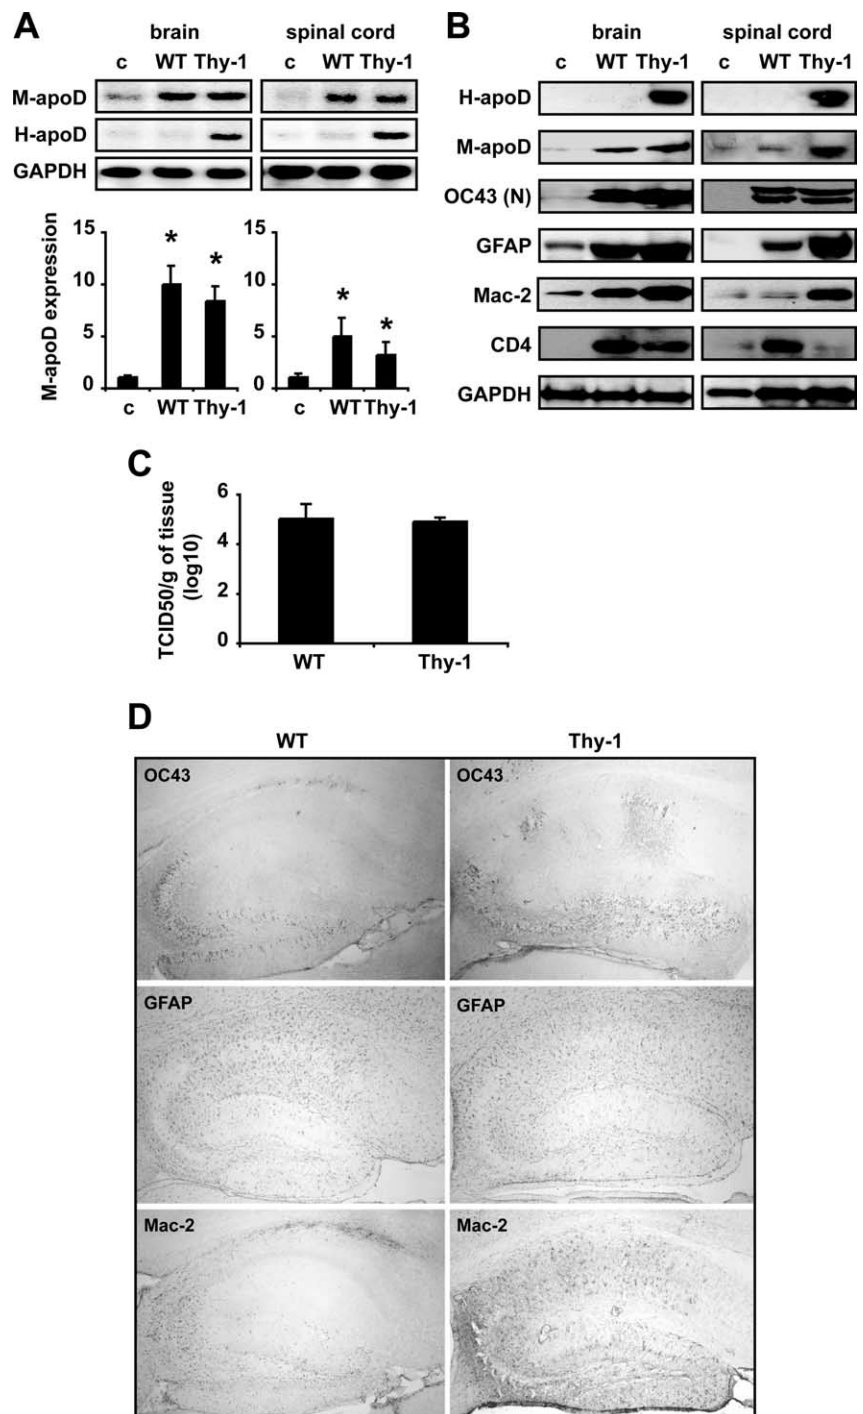 A
brain
spinal cord
c WT Thy-1
c WT Thy-1
M-apoD
H-apoD
GAPDH
M-apoD expression
15
10
5
0
*
*
c WT Thy-1
15
10
5
0
*
*
c WT Thy-1
B
brain
spinal cord
c WT Thy-1
c WT Thy-1
H-apoD
M-apoD
OC43 (N)
GFAP
Mac-2
CD4
GAPDH
C
TCID50/g of tissue
(log10)
6
4
2
0
WT
Thy-1
D
WT
Thy-1
OC43
OC43
GFAP
GFAP
Mac-2
Mac-2